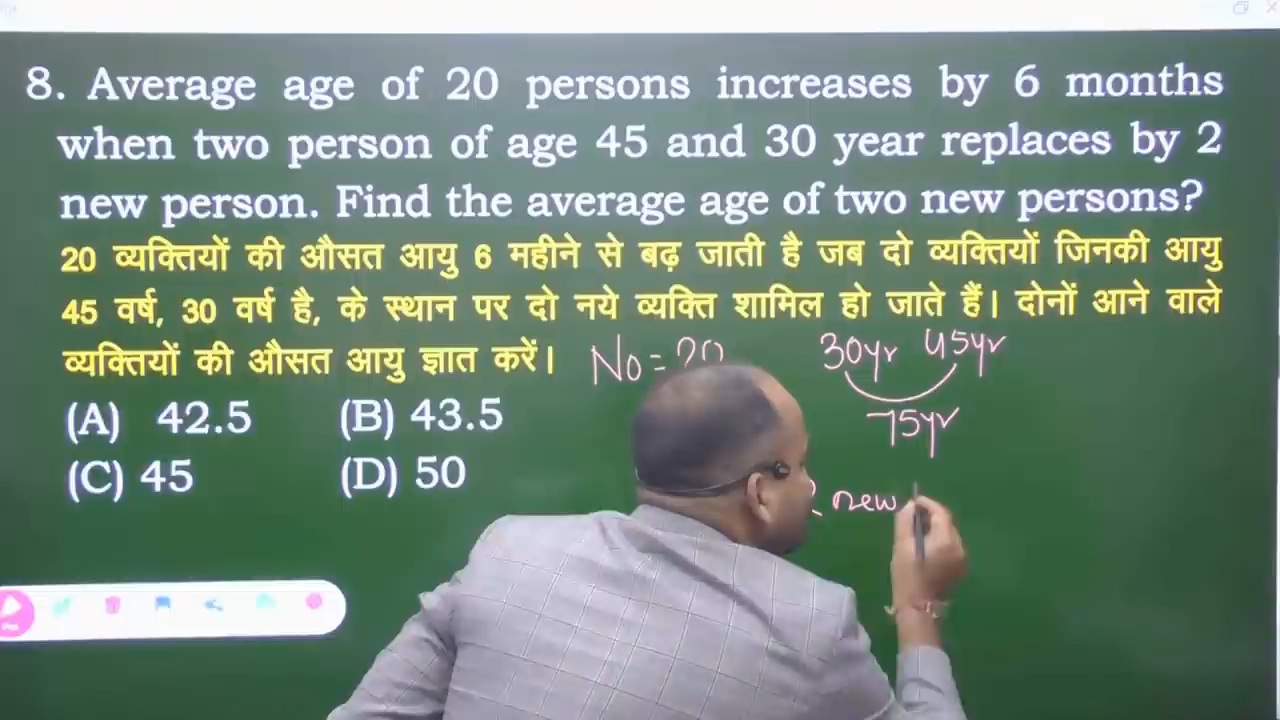 8. Average age of 20 persons increases by 6 months
when two person of age 45 and 30 year replaces by 2
new person. Find the average age of two new persons?
20 व्यक्तियों की औसत आयु 6 महीने से बढ़ जाती है जब दो व्यक्तियों जिनकी आयु
45 वर्ष, 30 वर्ष है, के स्थान पर दो नये व्यक्ति शामिल हो जाते हैं। दोनों आने वाले
व्यक्तियों की औसत आयु ज्ञात करें।
No = 20
30yr 45yr
75yr
(A) 42.5 (B) 43.5
(C) 45 (D) 50
2 new